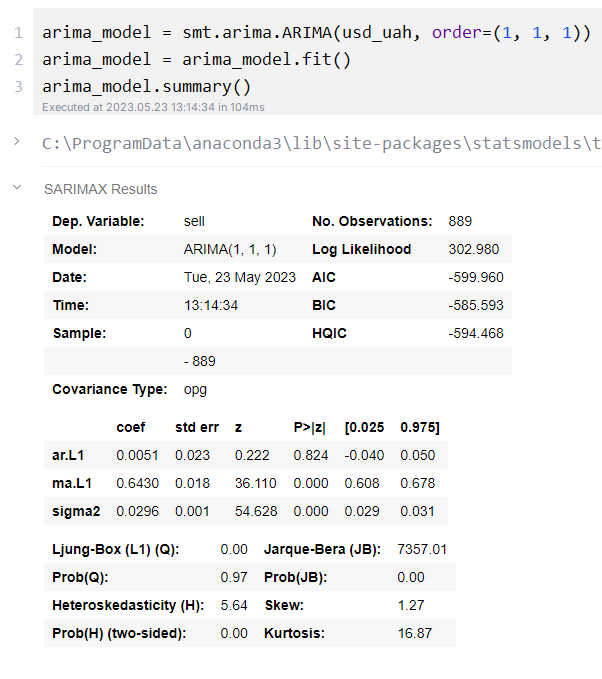 1 arima_model = smt.arima.ARIMA(usd_uah, order=(1, 1, 1))
2 arima_model = arima_model.fit()
3 arima_model.summary()
Executed at 2023.05.23 13:14:34 in 104ms
C:\ProgramData\anaconda3\lib\site-packages\statsmodels\t
SARIMAX Results
Dep. Variable: sell No. Observations: 889
Model: ARIMA(1, 1, 1) Log Likelihood 302.980
Date: Tue, 23 May 2023 AIC -599.960
Time: 13:14:34 BIC -585.593
Sample: 0 HQIC -594.468
- 889
Covariance Type: opg
coef std err z P>|z| [0.025 0.975]
ar.L1 0.0051 0.023 0.222 0.824 -0.040 0.050
ma.L1 0.6430 0.018 36.110 0.000 0.608 0.678
sigma2 0.0296 0.001 54.628 0.000 0.029 0.031
Ljung-Box (L1) (Q): 0.00 Jarque-Bera (JB): 7357.01
Prob(Q): 0.97 Prob(JB): 0.00
Heteroskedasticity (H): 5.64 Skew: 1.27
Prob(H) (two-sided): 0.00 Kurtosis: 16.87